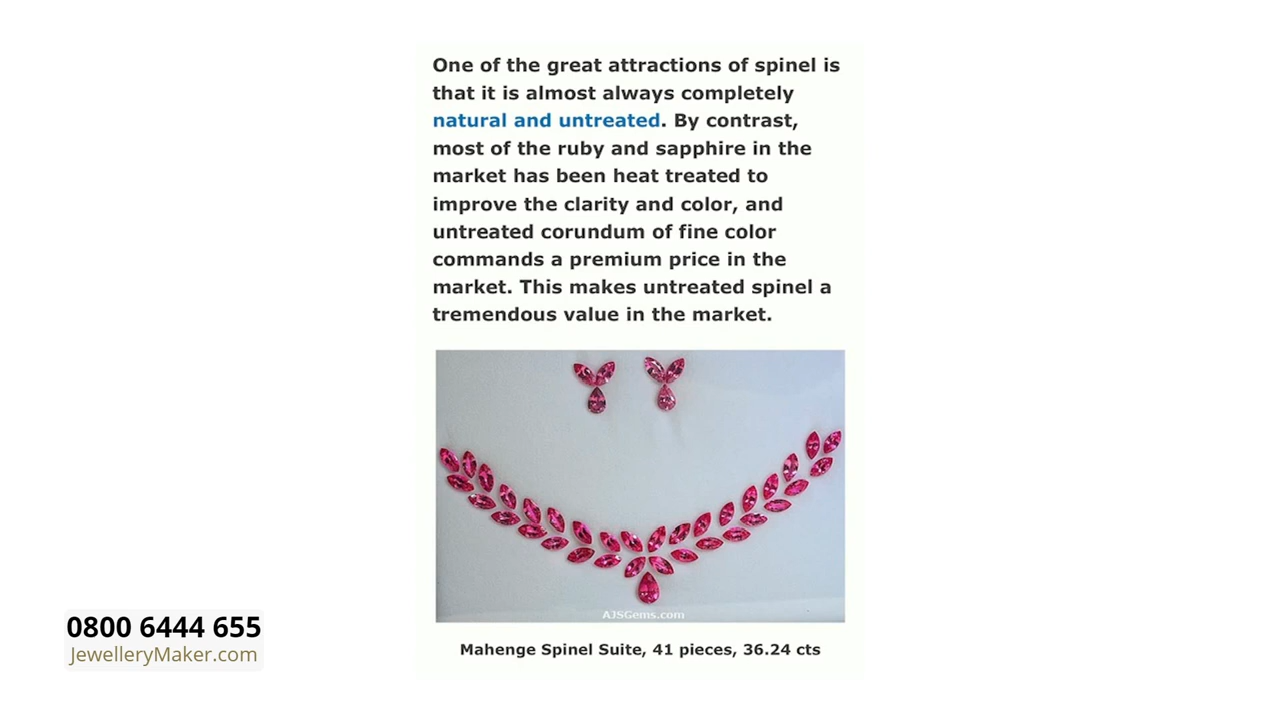 One of the great attractions of spinel is
that it is almost always completely
natural and untreated. By contrast,
most of the ruby and sapphire in the
market has been heat treated to
improve the clarity and color, and
untreated corundum of fine color
commands a premium price in the
market. This makes untreated spinel a
tremendous value in the market.
AJSGems.com
Mahenge Spinel Suite, 41 pieces, 36.24 cts
0800 6444 655
JewelleryMaker.com